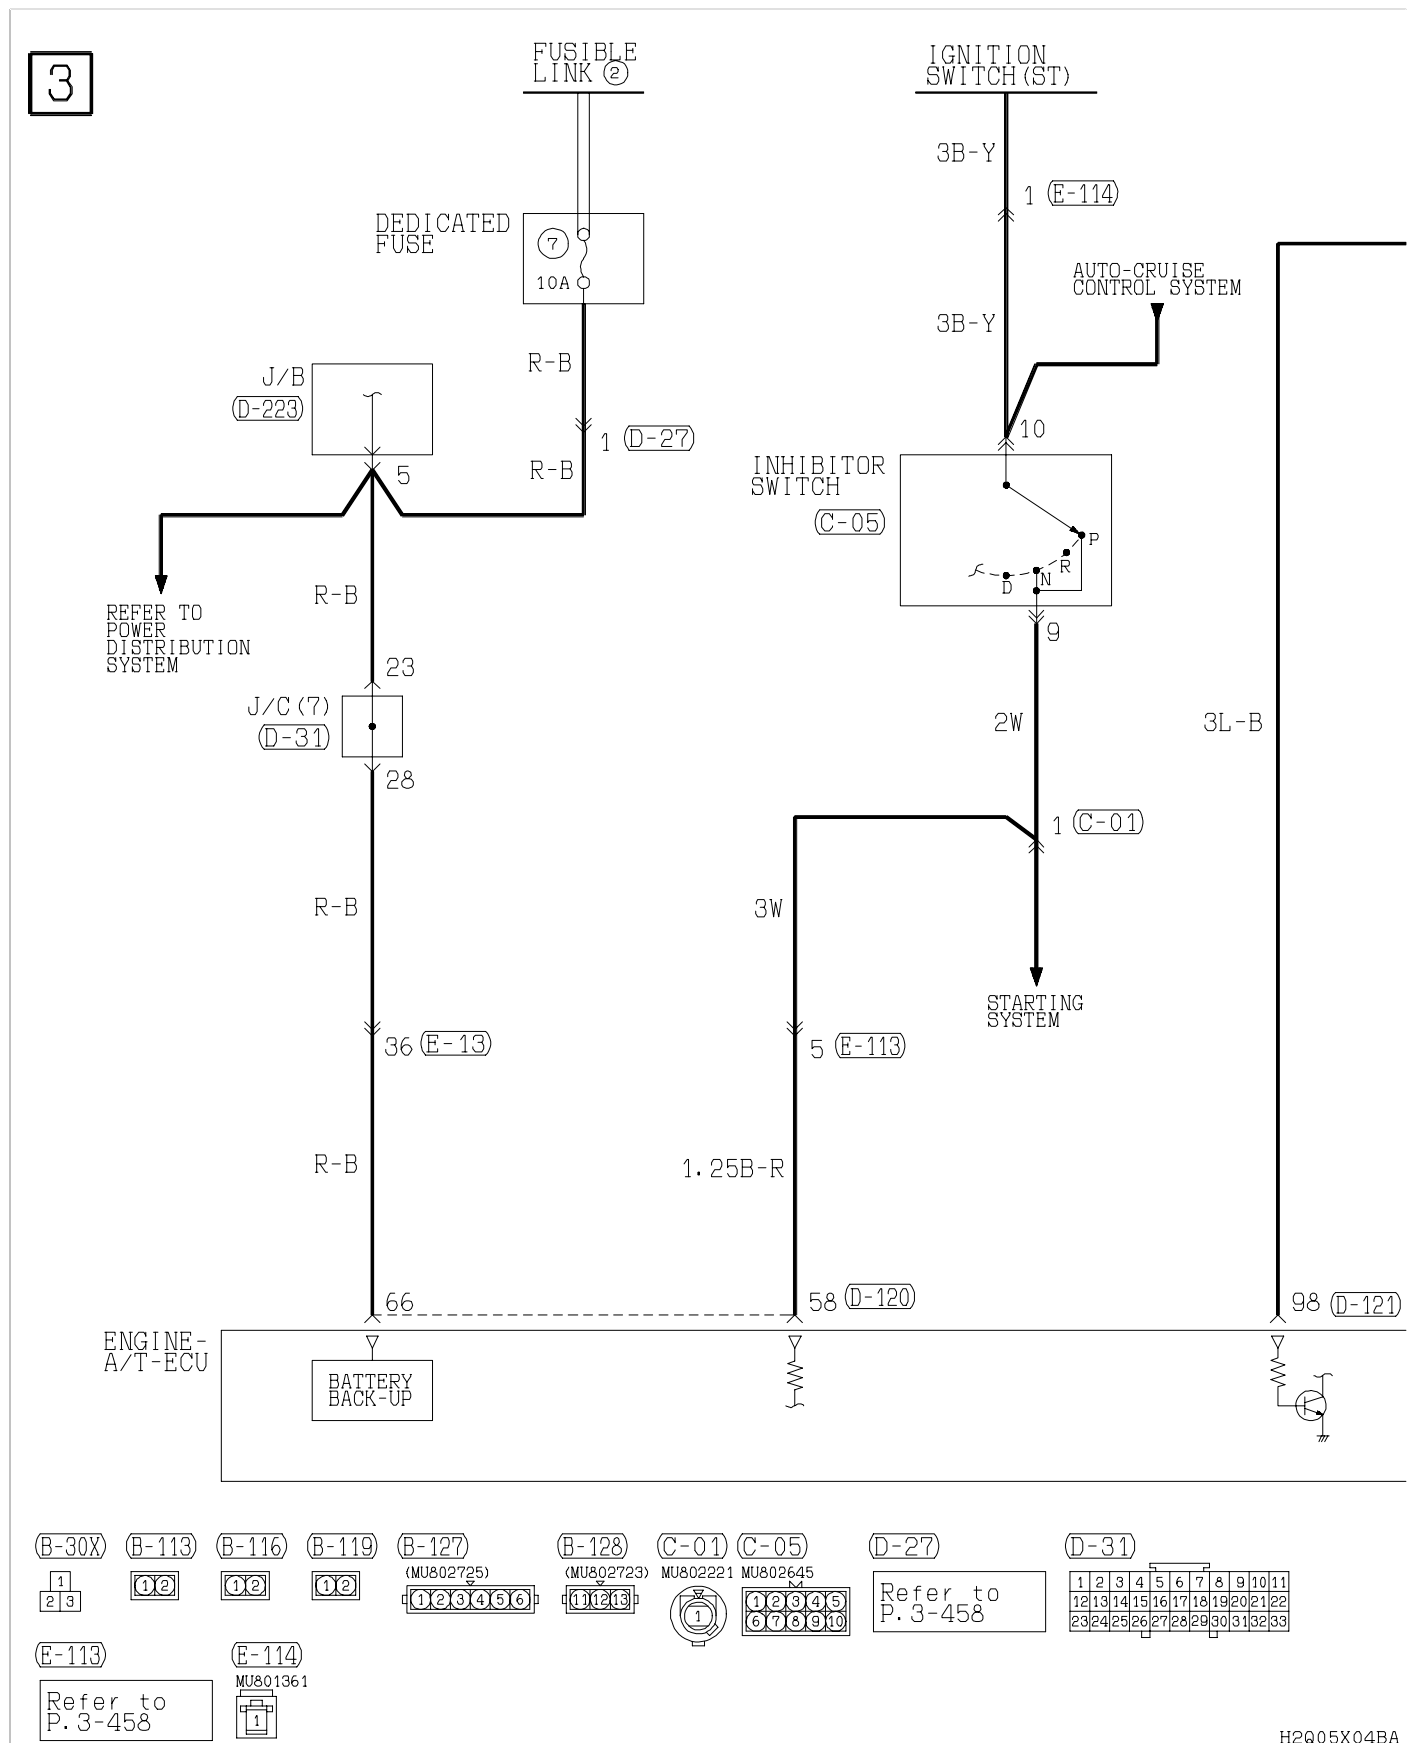 3
FUSIBLE
LINK ②
IGNITION
SWITCH(ST)
3B-Y
1 (E-114)
DEDICATED
FUSE
7
10A
AUTO-CRUISE
CONTROL SYSTEM
3B-Y
R-B
J/B
(D-223)
10
1 (D-27)
R-B
5
INHIBITOR
SWITCH
(C-05)
P
R
N
D
9
R-B
REFER TO
POWER
DISTRIBUTION
SYSTEM
23
J/C(7)
(D-31)
28
2W
3L-B
1 (C-01)
R-B
3W
STARTING
SYSTEM
36 (E-13)
5 (E-113)
R-B
1.25B-R
66
58 (D-120)
98 (D-121)
ENGINE-
A/T-ECU
BATTERY
BACK-UP
(B-30X) (B-113) (B-116) (B-119) (B-127) (B-128) (C-01) (C-05) (D-27) (D-31)
(MU802725) (MU802723) MU802221 MU802645
1
2 3
1 2
1 2
1 2
1 2 3 4 5 6
11 12 13
1
1 2 3 4 5
6 7 8 9 10
Refer to
P.3-458
1 2 3 4 5 6 7 8 9 10 11
12 13 14 15 16 17 18 19 20 21 22
23 24 25 26 27 28 29 30 31 32 33
(E-113) (E-114)
MU801361
Refer to
P.3-458
1
H2Q05X04BA